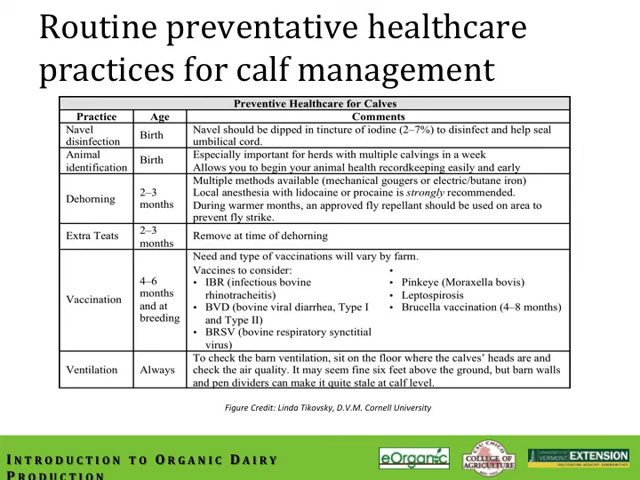 Routine preventative healthcare
practices for calf management
Preventive Healthcare for Calves
Practice Age Comments
Navel disinfection
Birth
Navel should be dipped in tincture of iodine (2–7%) to disinfect and help seal
umbilical cord.
Animal identification
Birth
Especially important for herds with multiple calvings in a week
Allows you to begin your animal health recordkeeping easily and early
Dehorning
2–3 months
Multiple methods available (mechanical gougers or electric/butane iron)
Local anesthesia with lidocaine or procaine is strongly recommended.
During warmer months, an approved fly repellant should be used on area to
prevent fly strike.
Extra Teats
2–3 months
Remove at time of dehorning
Vaccination
4–6 months and at breeding
Need and type of vaccinations will vary by farm.
Vaccines to consider:
• IBR (infectious bovine
rhinotracheitis)
• BVD (bovine viral diarrhea, Type I
and Type II)
• BRSV (bovine respiratory synctitial
virus)
•
• Pinkeye (Moraxella bovis)
• Leptospirosis
• Brucella vaccination (4–8 months)
Ventilation
Always
To check the barn ventilation, sit on the floor where the calves' heads are and
check the air quality. It may seem fine six feet above the ground, but barn walls
and pen dividers can make it quite stale at calf level.
Figure Credit: Linda Tikovsky, D.V.M. Cornell University
INTRODUCTION TO ORGANIC DAIRY
PRODUCTION
eOrganic
CSU CHICO
COLLEGE OF
AGRICULTURE
VERMONT EXTENSION